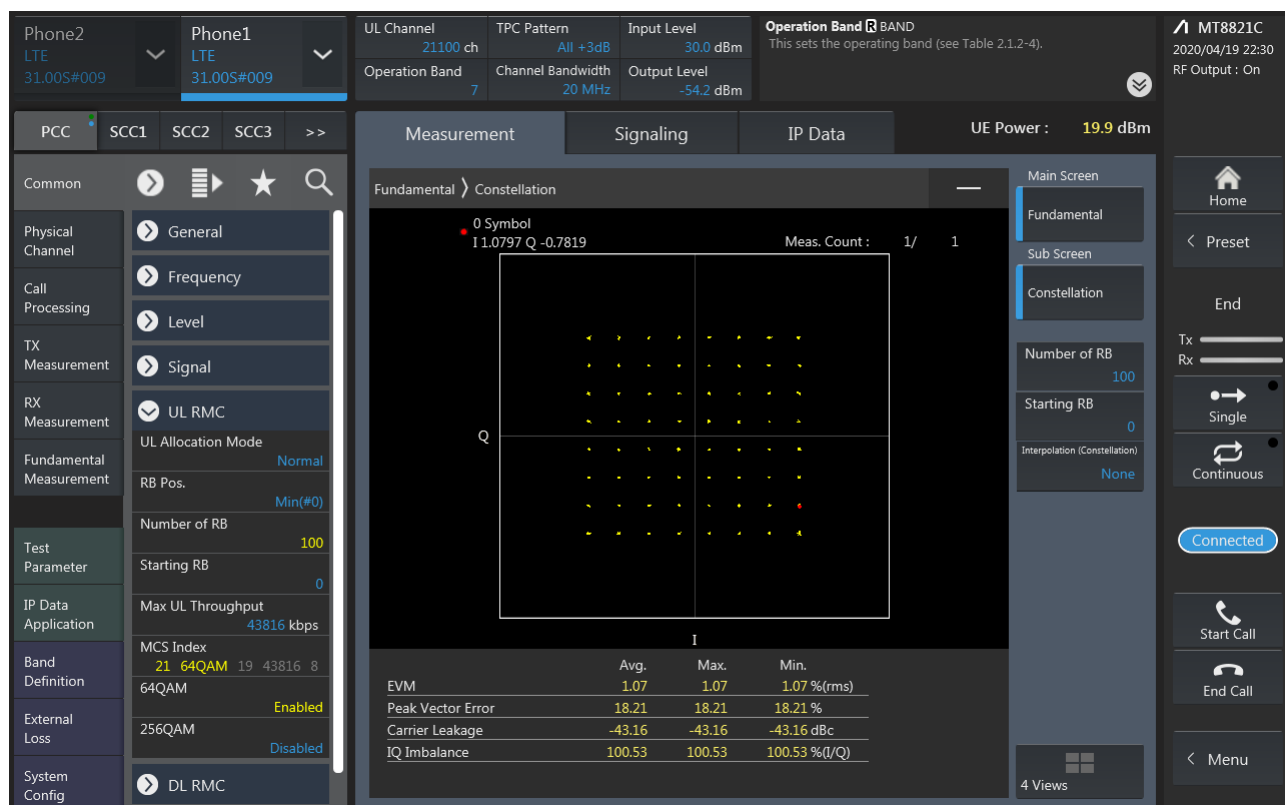 Phone2
LTE
31.00S#009
Phone1
LTE
31.00S#009
UL Channel
21100 ch
Operation Band
7
TPC Pattern
All +3dB
Channel Bandwidth
20 MHz
Input Level
30.0 dBm
Output Level
-54.2 dBm
Operation Band R BAND
This sets the operating band (see Table 2.1.2-4).
MT8821C
2020/04/19 22:30
RF Output : On
PCC SCC1 SCC2 SCC3 >>
Measurement Signaling IP Data
UE Power : 19.9 dBm
Common
Physical
Channel
Call
Processing
TX
Measurement
RX
Measurement
Fundamental
Measurement
Test
Parameter
IP Data
Application
Band
Definition
External
Loss
System
Config
General
Frequency
Level
Signal
UL RMC
UL Allocation Mode
Normal
RB Pos.
Min(#0)
Number of RB
100
Starting RB
0
Max UL Throughput
43816 kbps
MCS Index
21 64QAM 19 43816 8
64QAM
Enabled
256QAM
Disabled
DL RMC
Fundamental 〉 Constellation
0 Symbol
I 1.0797 Q -0.7819
Meas. Count : 1/ 1
Q
I
Avg. Max. Min.
EVM 1.07 1.07 1.07 %(rms)
Peak Vector Error 18.21 18.21 18.21 %
Carrier Leakage -43.16 -43.16 -43.16 dBc
IQ Imbalance 100.53 100.53 100.53 %(I/Q)
Main Screen
Fundamental
Sub Screen
Constellation
Number of RB
100
Starting RB
0
Interpolation (Constellation)
None
4 Views
Home
< Preset
End
Tx
Rx
Single
Continuous
Connected
Start Call
End Call
< Menu